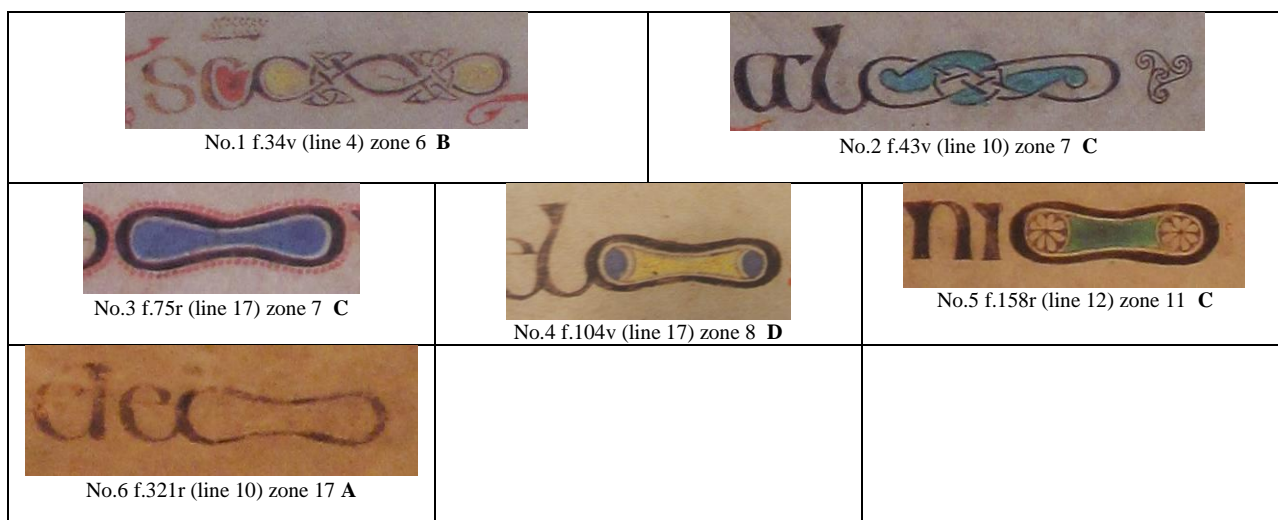 No.1 f.34v (line 4) zone 6 B
al
No.2 f.43v (line 10) zone 7 C
No.3 f.75r (line 17) zone 7 C
No.4 f.104v (line 17) zone 8 D
ni
No.5 f.158r (line 12) zone 11 C
No.6 f.321r (line 10) zone 17 A